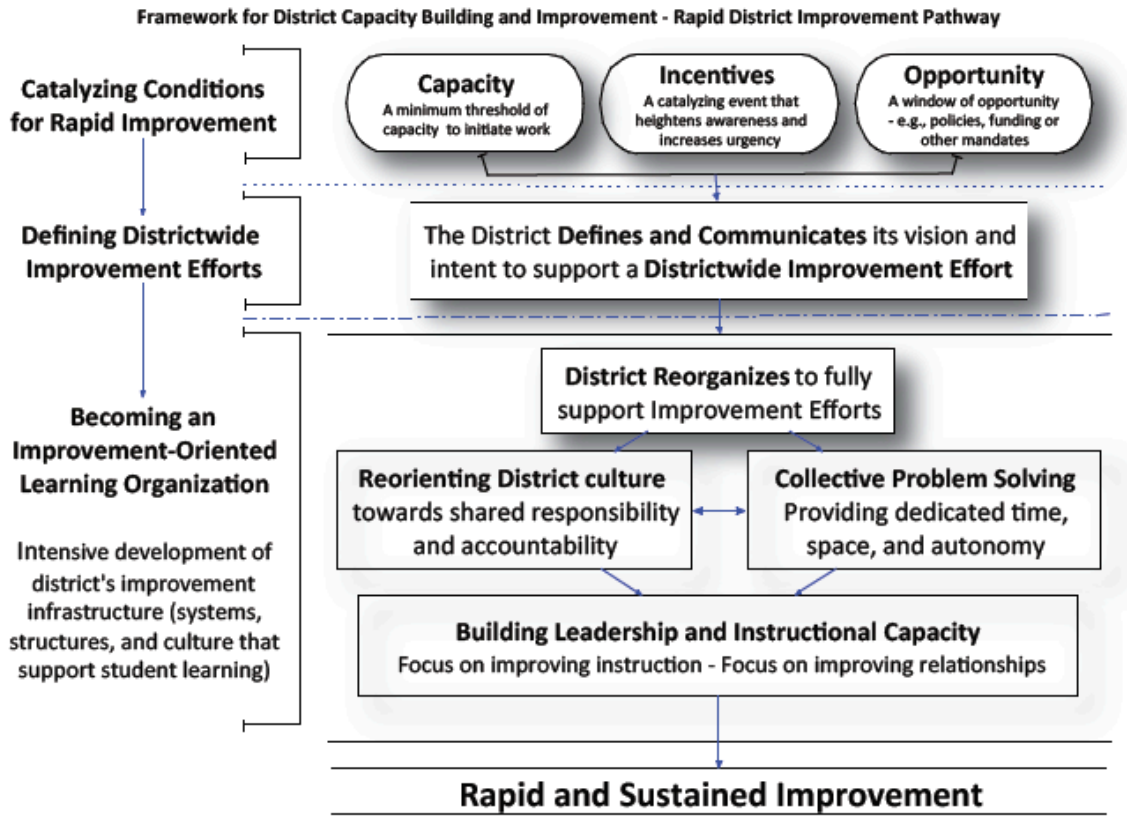 Framework for District Capacity Building and Improvement - Rapid District Improvement Pathway
Catalyzing Conditions
for Rapid Improvement
Capacity
A minimum threshold of
capacity to initiate work
Incentives
A catalyzing event that
heightens awareness and
increases urgency
Opportunity
A window of opportunity
- e.g., policies, funding or
other mandates
Defining Districtwide
Improvement Efforts
The District Defines and Communicates its vision and
intent to support a Districtwide Improvement Effort
Becoming an
Improvement-Oriented
Learning Organization
Intensive development of
district's improvement
infrastructure (systems,
structures, and culture that
support student learning)
District Reorganizes to fully
support Improvement Efforts
Reorienting District culture
towards shared responsibility
and accountability
Collective Problem Solving
Providing dedicated time,
space, and autonomy
Building Leadership and Instructional Capacity
Focus on improving instruction - Focus on improving relationships
Rapid and Sustained Improvement